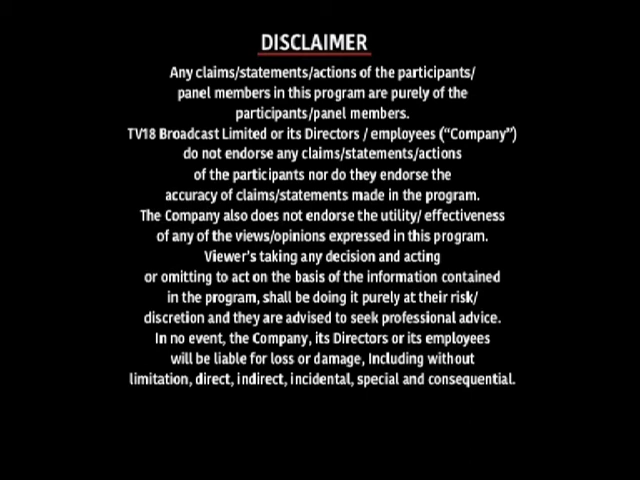 DISCLAIMER
Any claims/statements/actions of the participants/
panel members in this program are purely of the
participants/panel members.
TV18 Broadcast Limited or its Directors / employees (“Company”)
do not endorse any claims/statements/actions
of the participants nor do they endorse the
accuracy of claims/statements made in the program.
The Company also does not endorse the utility/ effectiveness
of any of the views/opinions expressed in this program.
Viewer's taking any decision and acting
or omitting to act on the basis of the information contained
in the program, shall be doing it purely at their risk/
discretion and they are advised to seek professional advice.
In no event, the Company, its Directors or its employees
will be liable for loss or damage, Including without
limitation, direct, indirect, incidental, special and consequential.